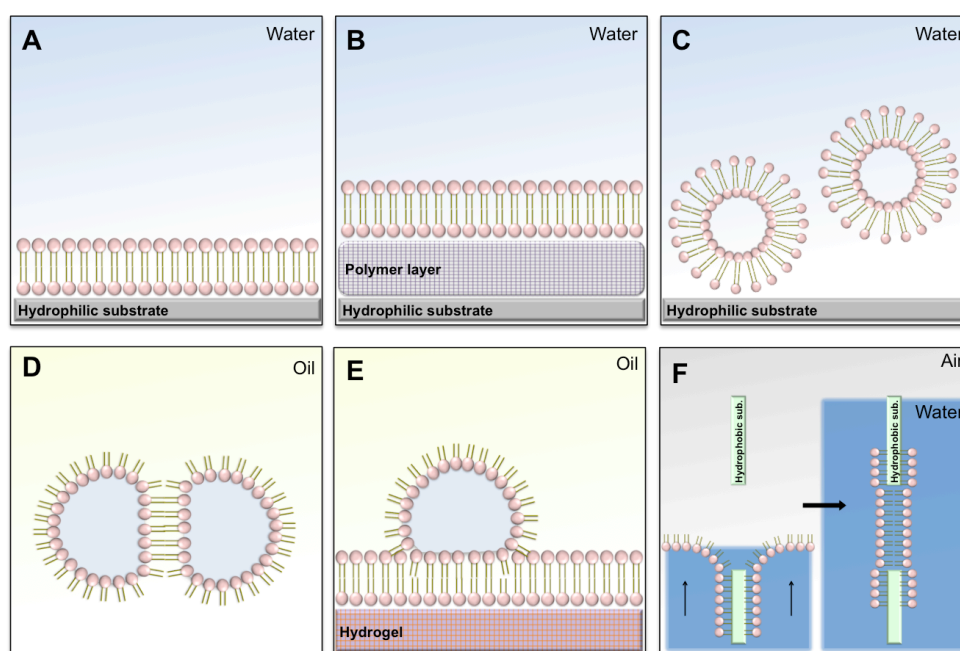 A
Water
Hydrophilic substrate
B
Water
Polymer layer
Hydrophilic substrate
C
Water
Hydrophilic substrate
D
Oil
E
Oil
Hydrogel
F
Air
Water
Hydrophobic sub.
Hydrophobic sub.